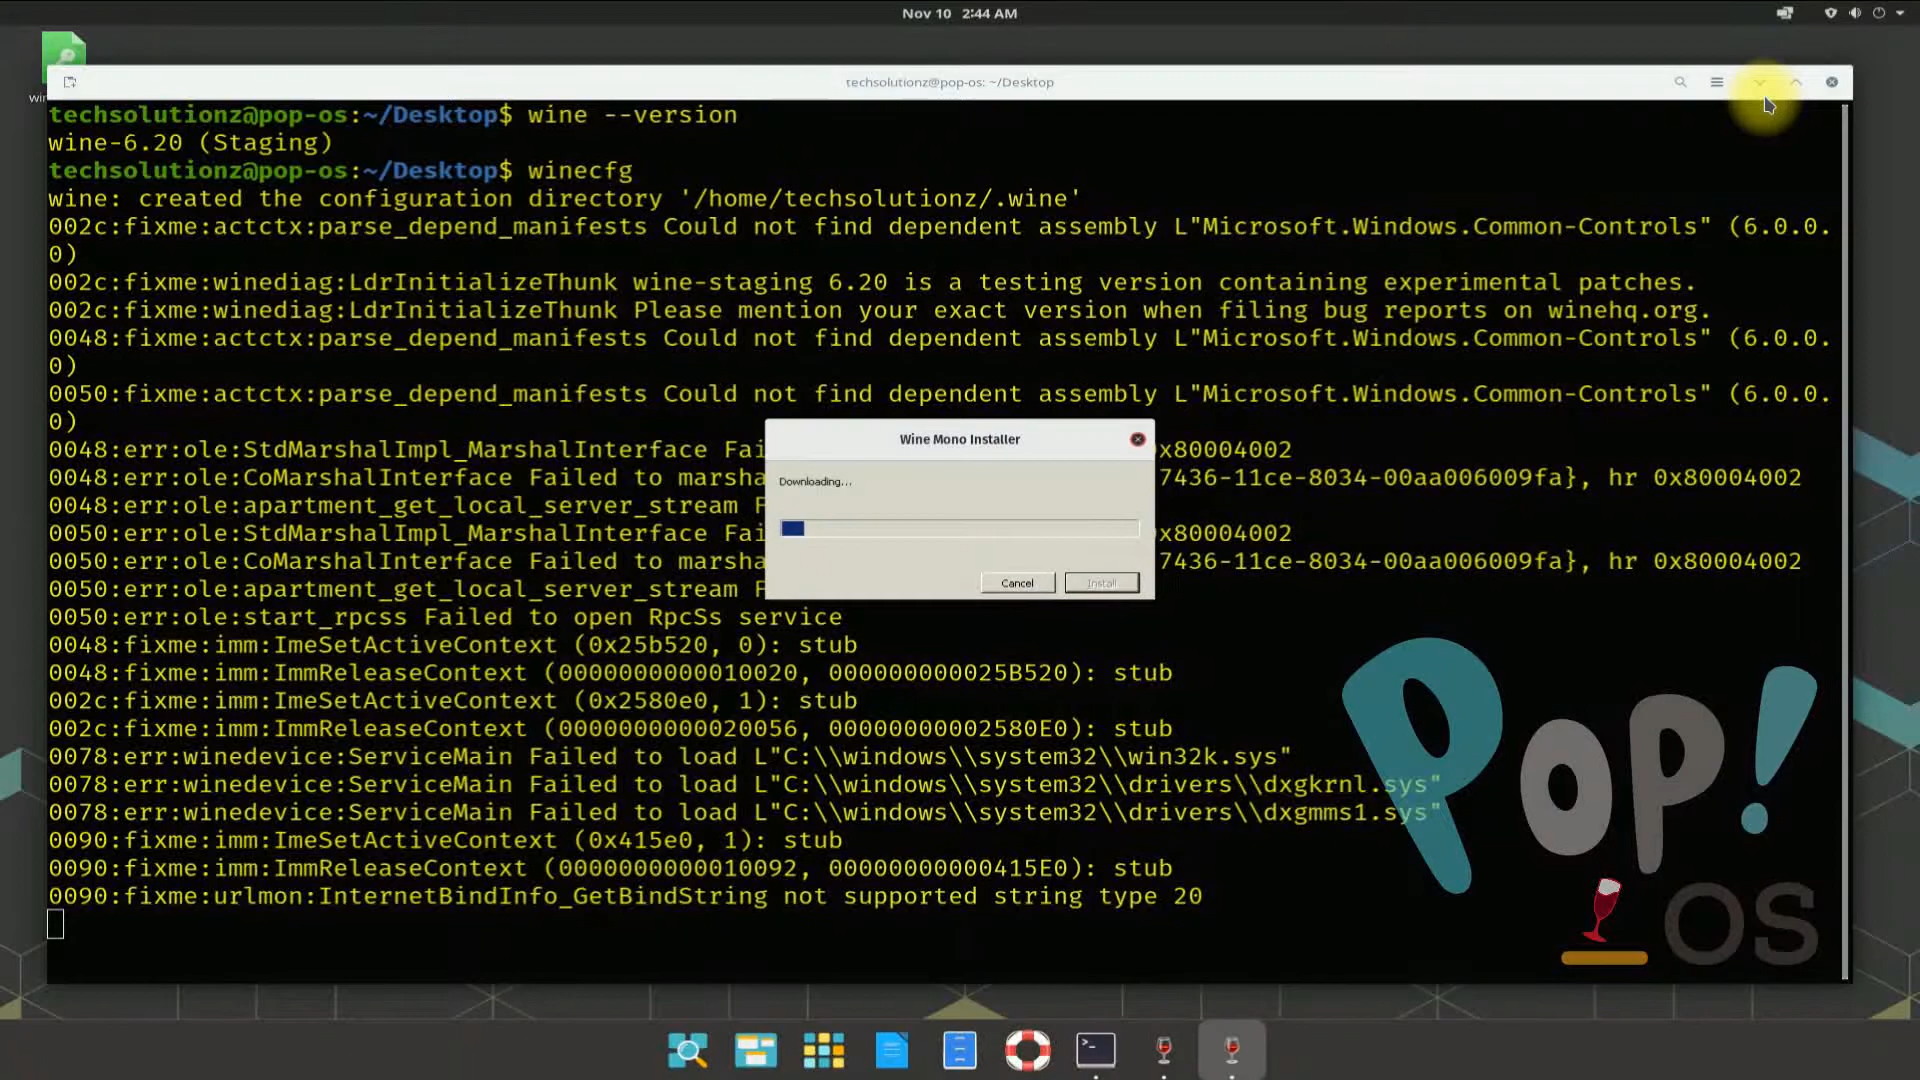 Nov 10 2:44 AM
techsolutionz@pop-os: ~/Desktop
techsolutionz@pop-os:~/Desktop$ wine --version
wine-6.20 (Staging)
techsolutionz@pop-os:~/Desktop$ winecfg
wine: created the configuration directory '/home/techsolutionz/.wine'
002c:fixme:actctx:parse_depend_manifests Could not find dependent assembly L"Microsoft.Windows.Common-Controls" (6.0.0.
0)
002c:fixme:winediag:LdrInitializeThunk wine-staging 6.20 is a testing version containing experimental patches.
002c:fixme:winediag:LdrInitializeThunk Please mention your exact version when filing bug reports on winehq.org.
0048:fixme:actctx:parse_depend_manifests Could not find dependent assembly L"Microsoft.Windows.Common-Controls" (6.0.0.
0)
0050:fixme:actctx:parse_depend_manifests Could not find dependent assembly L"Microsoft.Windows.Common-Controls" (6.0.0.
0)
0048:err:ole:StdMarshalImpl_MarshalInterface Fai x80004002
0048:err:ole:CoMarshalInterface Failed to marsha 7436-11ce-8034-00aa006009fa}, hr 0x80004002
0048:err:ole:apartment_get_local_server_stream F
0050:err:ole:StdMarshalImpl_MarshalInterface Fai x80004002
0050:err:ole:CoMarshalInterface Failed to marsha 7436-11ce-8034-00aa006009fa}, hr 0x80004002
0050:err:ole:apartment_get_local_server_stream F
0050:err:ole:start_rpcss Failed to open RpcSs service
0048:fixme:imm:ImeSetActiveContext (0x25b520, 0): stub
0048:fixme:imm:ImmReleaseContext (0000000000010020, 000000000025B520): stub
002c:fixme:imm:ImeSetActiveContext (0x2580e0, 1): stub
002c:fixme:imm:ImmReleaseContext (0000000000020056, 00000000002580E0): stub
0078:err:winedevice:ServiceMain Failed to load L"C:\\windows\\system32\\win32k.sys"
0078:err:winedevice:ServiceMain Failed to load L"C:\\windows\\system32\\drivers\\dxgkrnl.sys"
0078:err:winedevice:ServiceMain Failed to load L"C:\\windows\\system32\\drivers\\dxgmms1.sys"
0090:fixme:imm:ImeSetActiveContext (0x415e0, 1): stub
0090:fixme:imm:ImmReleaseContext (0000000000010092, 00000000000415E0): stub
0090:fixme:urlmon:InternetBindInfo_GetBindString not supported string type 20
Wine Mono Installer
Downloading...
Cancel
Install
Pop!
OS